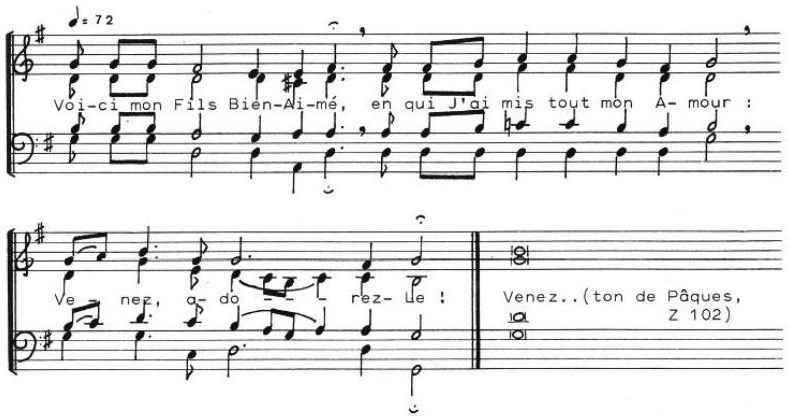 ♩= 72
Voi-ci mon Fils Bien-Ai-mé, en qui J'ai mis tout mon A- mour :
Ve - nez, a-do - - - rez-Le ! Venez..(ton de Pâques,
Z 102)